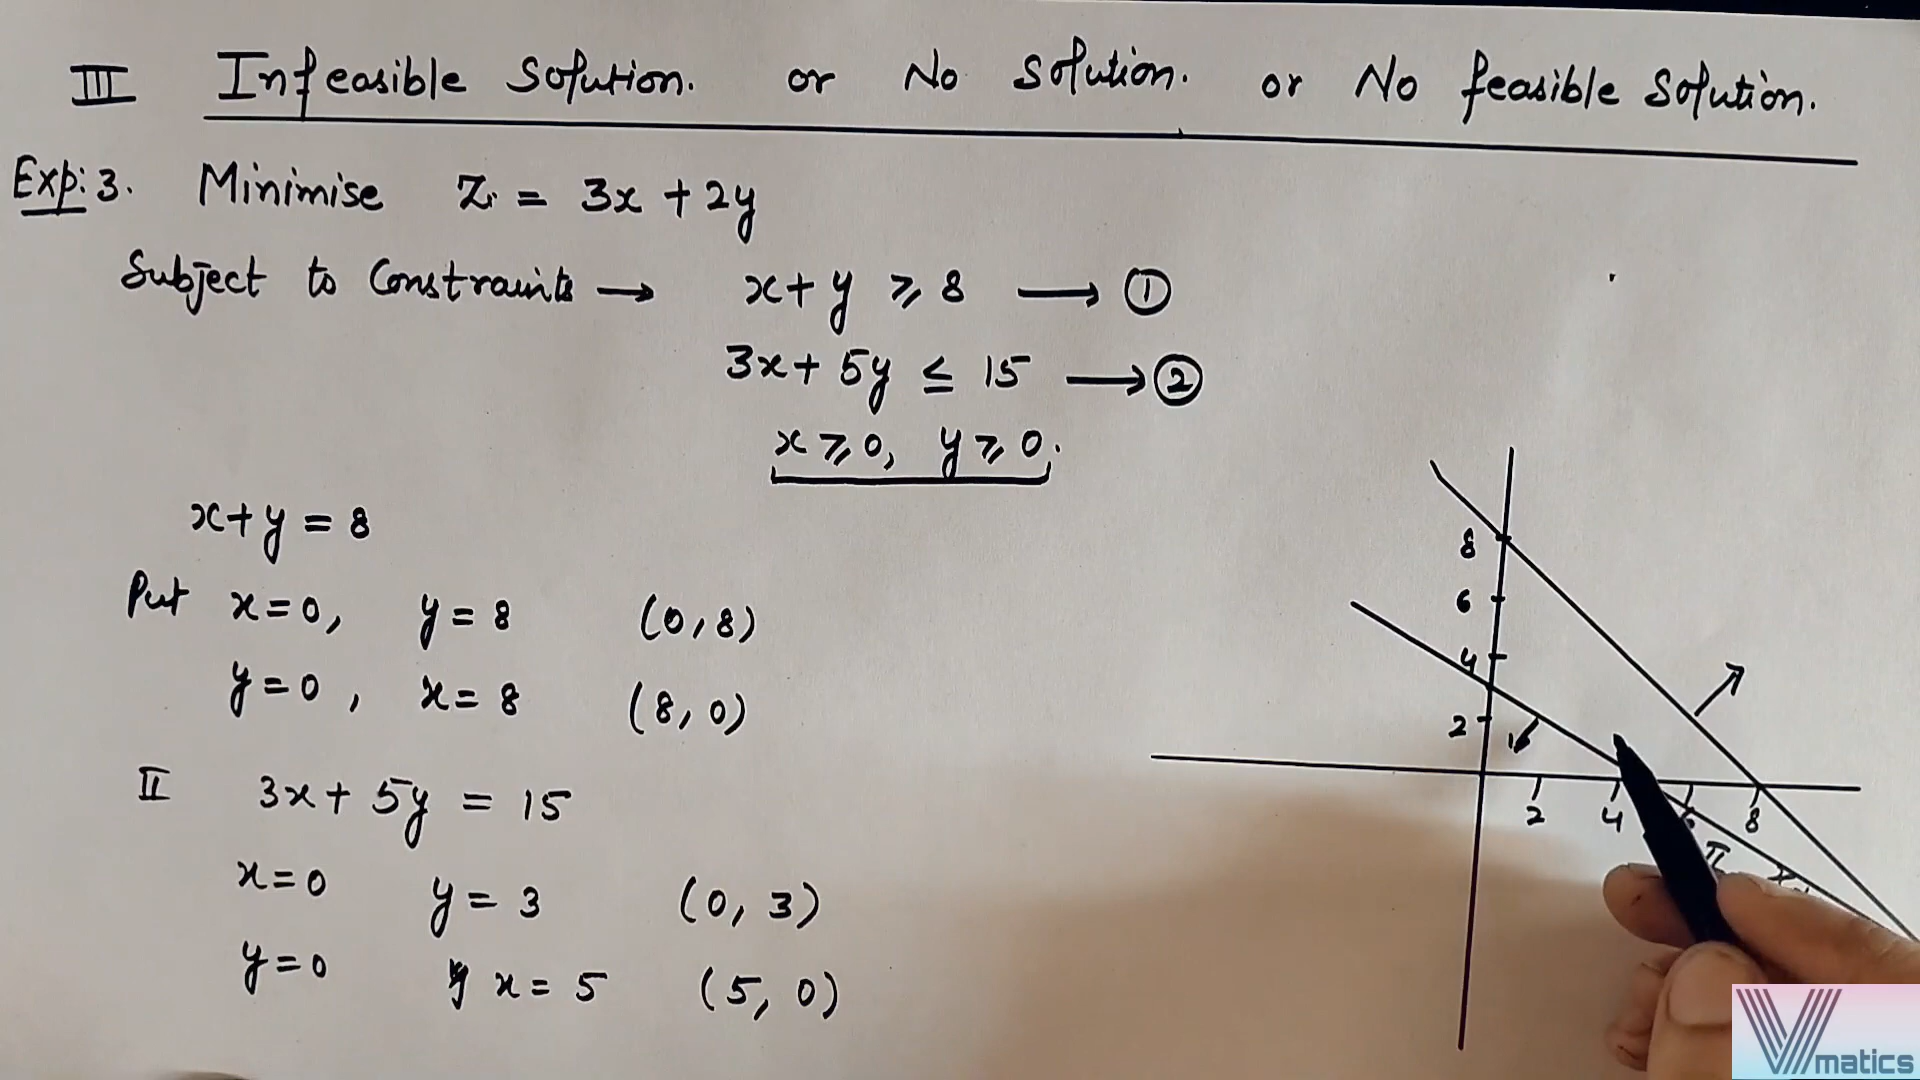 III Infeasible Solution. or No Solution. or No feasible Solution.
Exp: 3. Minimise Z = 3x + 2y
Subject to Constraints → x + y ≥ 8 → ①
3x + 5y ≤ 15 → ②
x ≥ 0, y ≥ 0.
x + y = 8
Put x = 0, y = 8 (0, 8)
y = 0, x = 8 (8, 0)
II 3x + 5y = 15
x = 0 y = 3 (0, 3)
y = 0 x = 5 (5, 0)
8
6
4
2
2 4 8
II
Vmatics